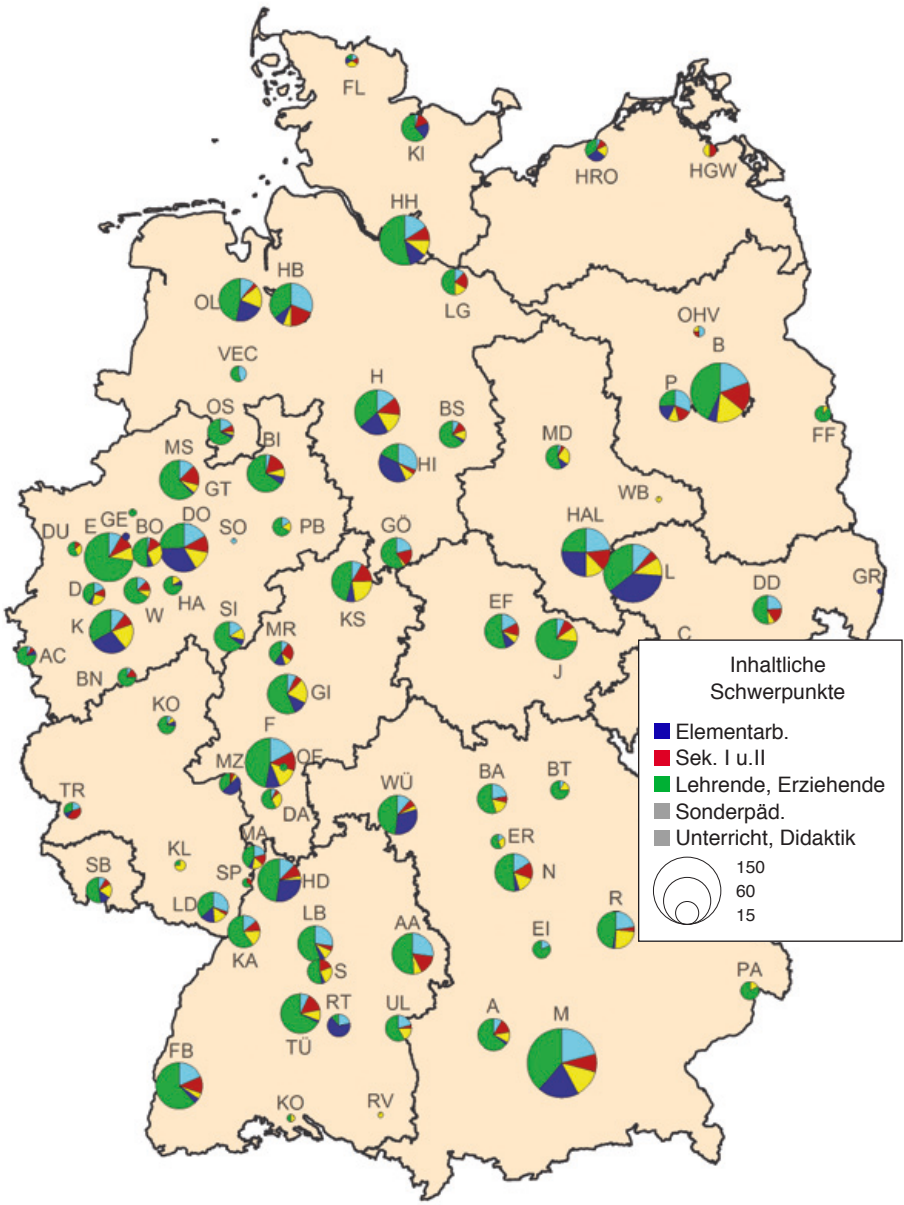 FL
KI
HRO
HGW
HH
LG
HB
OL
VEC
OHV
B
P
FF
H
BS
HI
OS
BI
MS
GT
MD
WB
GE
E
DU
BO
DO
SO
PB
GÖ
HAL
L
DD
GR
D
W
HA
K
SI
KS
MR
EF
J
C
AC
BN
GI
KO
F
OF
MZ
DA
TR
WÜ
BA
BT
MA
ER
KL
SP
HD
N
SB
LD
KA
LB
S
AA
R
EI
PA
RT
TÜ
UL
A
M
FB
KO
RV
Inhaltliche
Schwerpunkte
Elementarb.
Sek. I u.II
Lehrende, Erziehende
Sonderpäd.
Unterricht, Didaktik
150
60
15